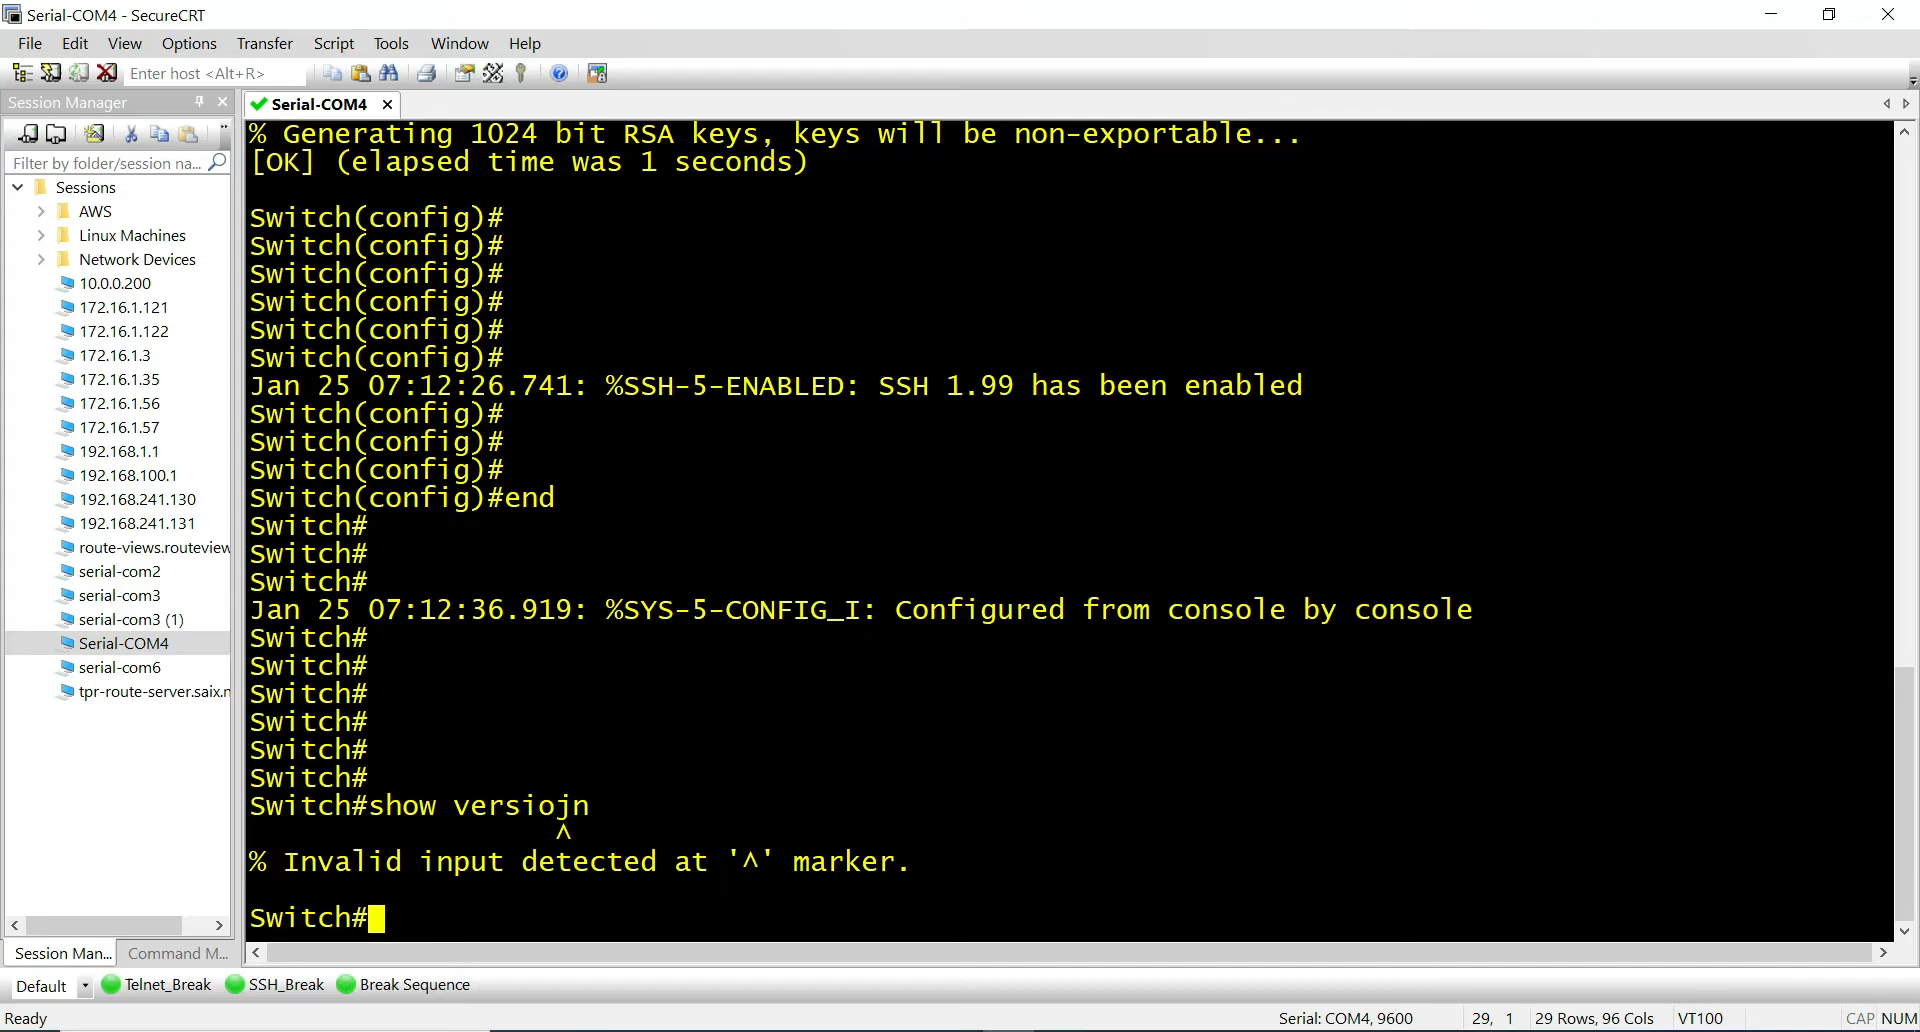 Serial-COM4 - SecureCRT
File Edit View Options Transfer Script Tools Window Help
Enter host <Alt+R>
Session Manager
Serial-COM4
Filter by folder/session na...
Sessions
AWS
Linux Machines
Network Devices
10.0.0.200
172.16.1.121
172.16.1.122
172.16.1.3
172.16.1.35
172.16.1.56
172.16.1.57
192.168.1.1
192.168.100.1
192.168.241.130
192.168.241.131
route-views.routeview
serial-com2
serial-com3
serial-com3 (1)
Serial-COM4
serial-com6
tpr-route-server.saix.n
Session Man... Command M...
% Generating 1024 bit RSA keys, keys will be non-exportable...
[OK] (elapsed time was 1 seconds)
Switch(config)#
Switch(config)#
Switch(config)#
Switch(config)#
Switch(config)#
Switch(config)#
Jan 25 07:12:26.741: %SSH-5-ENABLED: SSH 1.99 has been enabled
Switch(config)#
Switch(config)#
Switch(config)#
Switch(config)#end
Switch#
Switch#
Switch#
Jan 25 07:12:36.919: %SYS-5-CONFIG_I: Configured from console by console
Switch#
Switch#
Switch#
Switch#
Switch#
Switch#
Switch#show versiojn
^
% Invalid input detected at '^' marker.
Switch#
Default Telnet_Break SSH_Break Break Sequence
Ready Serial: COM4, 9600 29, 1 29 Rows, 96 Cols VT100 CAP NUM